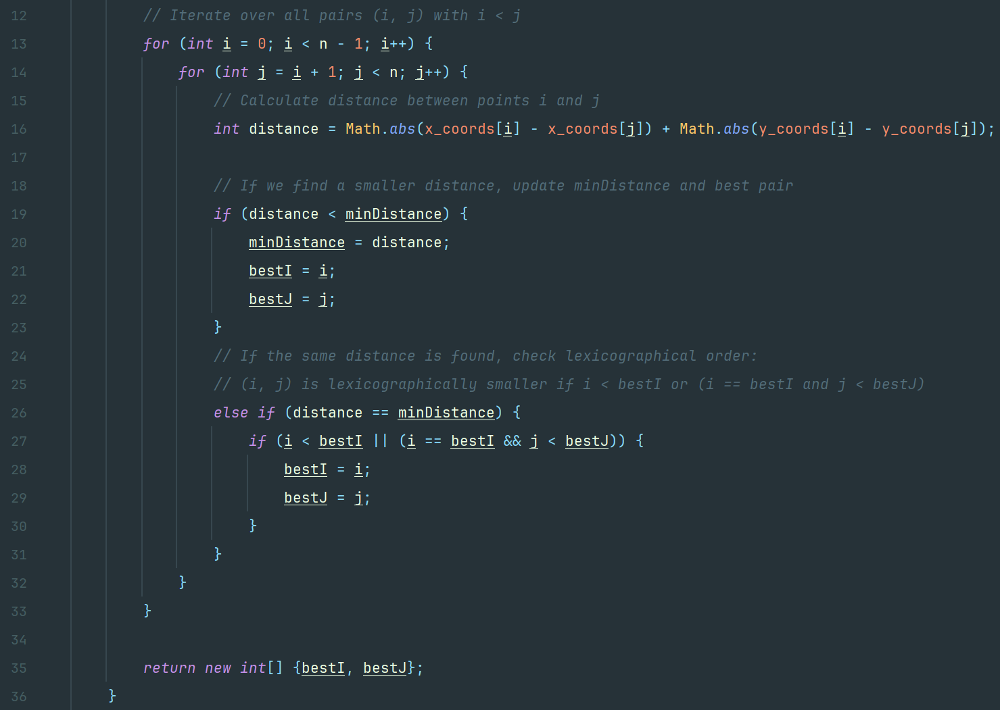 12 // Iterate over all pairs (i, j) with i < j
13 for (int i = 0; i < n - 1; i++) {
14 for (int j = i + 1; j < n; j++) {
15 // Calculate distance between points i and j
16 int distance = Math.abs(x_coords[i] - x_coords[j]) + Math.abs(y_coords[i] - y_coords[j]);
17
18 // If we find a smaller distance, update minDistance and best pair
19 if (distance < minDistance) {
20 minDistance = distance;
21 bestI = i;
22 bestJ = j;
23 }
24 // If the same distance is found, check lexicographical order:
25 // (i, j) is lexicographically smaller if i < bestI or (i == bestI and j < bestJ)
26 else if (distance == minDistance) {
27 if (i < bestI || (i == bestI && j < bestJ)) {
28 bestI = i;
29 bestJ = j;
30 }
31 }
32 }
33 }
34
35 return new int[] {bestI, bestJ};
36 }